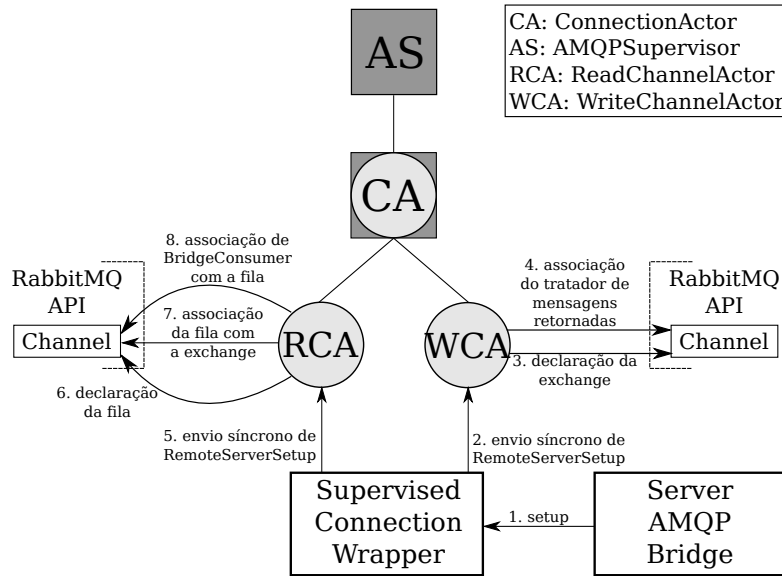 AS
CA: ConnectionActor
AS: AMQPSupervisor
RCA: ReadChannelActor
WCA: WriteChannelActor
CA
8. associação de
BridgeConsumer
com a fila
4. associação
do tratador de
mensagens
retornadas
RabbitMQ
API
Channel
RabbitMQ
API
Channel
7. associação
da fila com
a exchange
RCA
WCA
3. declaração da
exchange
6. declaração
da fila
5. envio síncrono de
RemoteServerSetup
2. envio síncrono de
RemoteServerSetup
Supervised
Connection
Wrapper
1. setup
Server
AMQP
Bridge